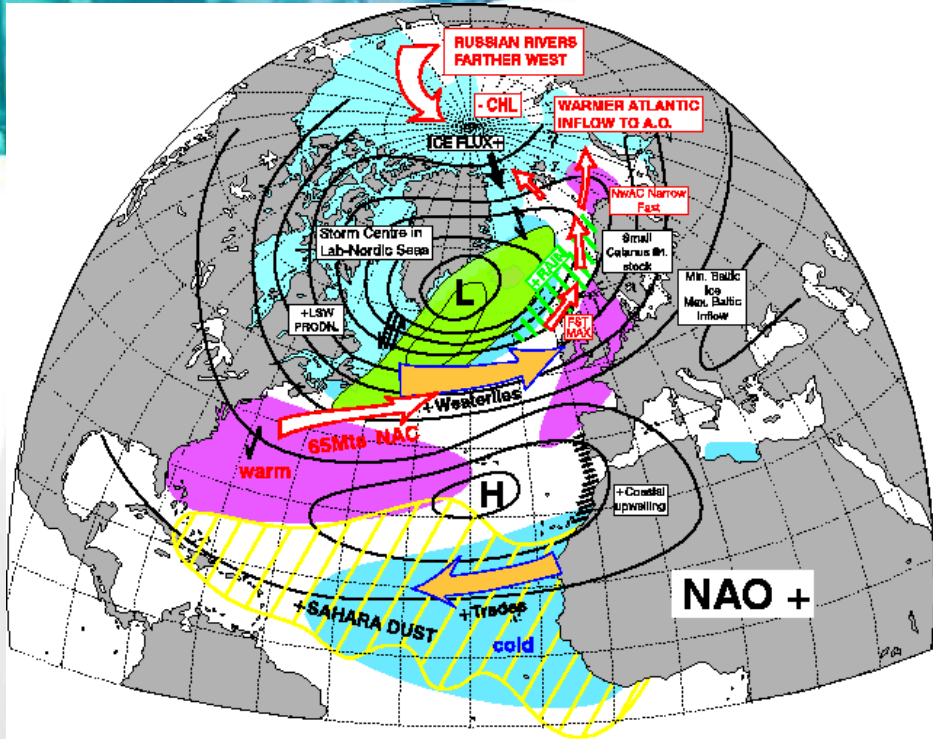 RUSSIAN RIVERS
FARTHER WEST
- CHL
WARMER ATLANTIC
INFLOW TO A.O.
ICE FLUX+
?
NwAC Narrow
Fast
Storm Centre in
Lab-Nordic Seas
Small
Calanus fin.
stock
Min. Baltic
Ice
Max. Baltic
Inflow
+RAIN
L
+LSW
PRODN.
FST
MAX
+Westerlies
65Mts NAC
warm
H
+Coastal
upwelling
NAO +
+SAHARA DUST
+Trades
cold